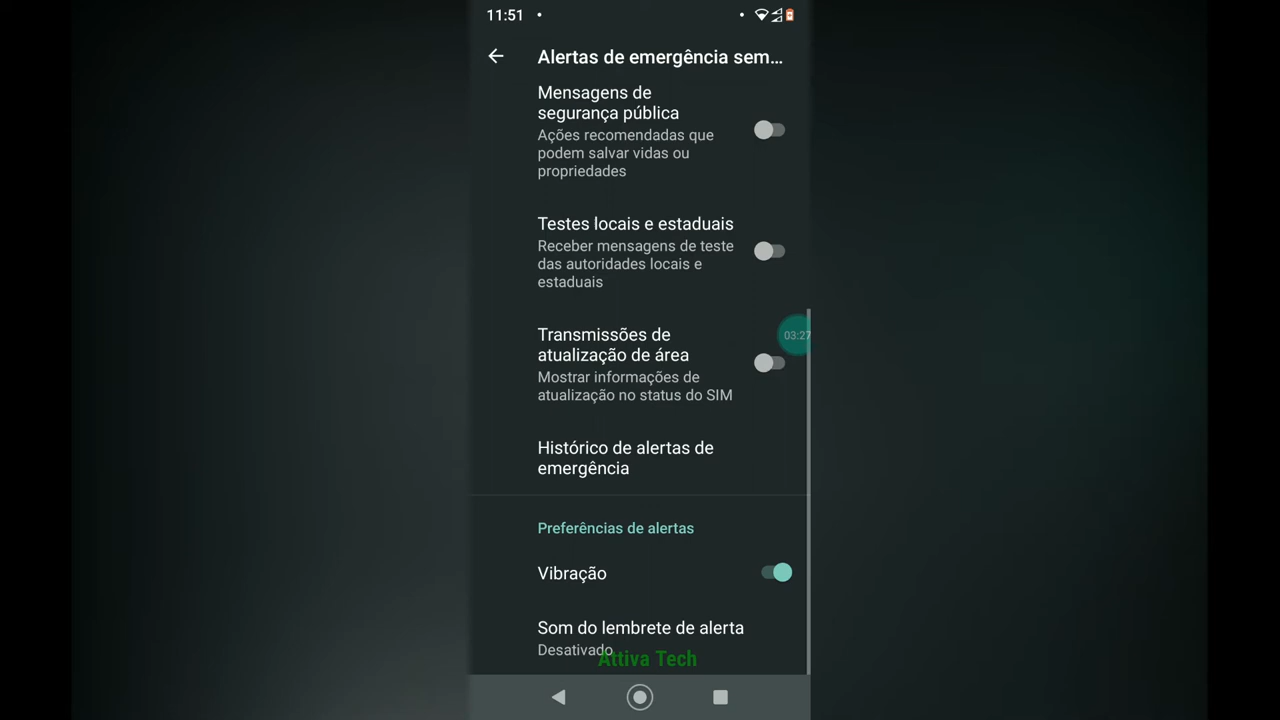 11:51
Alertas de emergência sem...
Mensagens de
segurança pública
Ações recomendadas que
podem salvar vidas ou
propriedades
Testes locais e estaduais
Receber mensagens de teste
das autoridades locais e
estaduais
03:27
Transmissões de
atualização de área
Mostrar informações de
atualização no status do SIM
Histórico de alertas de
emergência
Preferências de alertas
Vibração
Som do lembrete de alerta
Desativado
Attiva Tech